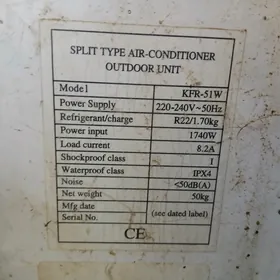 SPLIT TYPE AIR-CONDITIONER
OUTDOOR UNIT
Model KFR-51W
Power Supply 220-240V~50Hz
Refrigerant/charge R22/1.70kg
Power input 1740W
Load current 8.2A
Shockproof class I
Waterproof class IPX4
Noise ≤50dB(A)
Net weight 50kg
Mfg date
Serial No. (see dated label)
CE